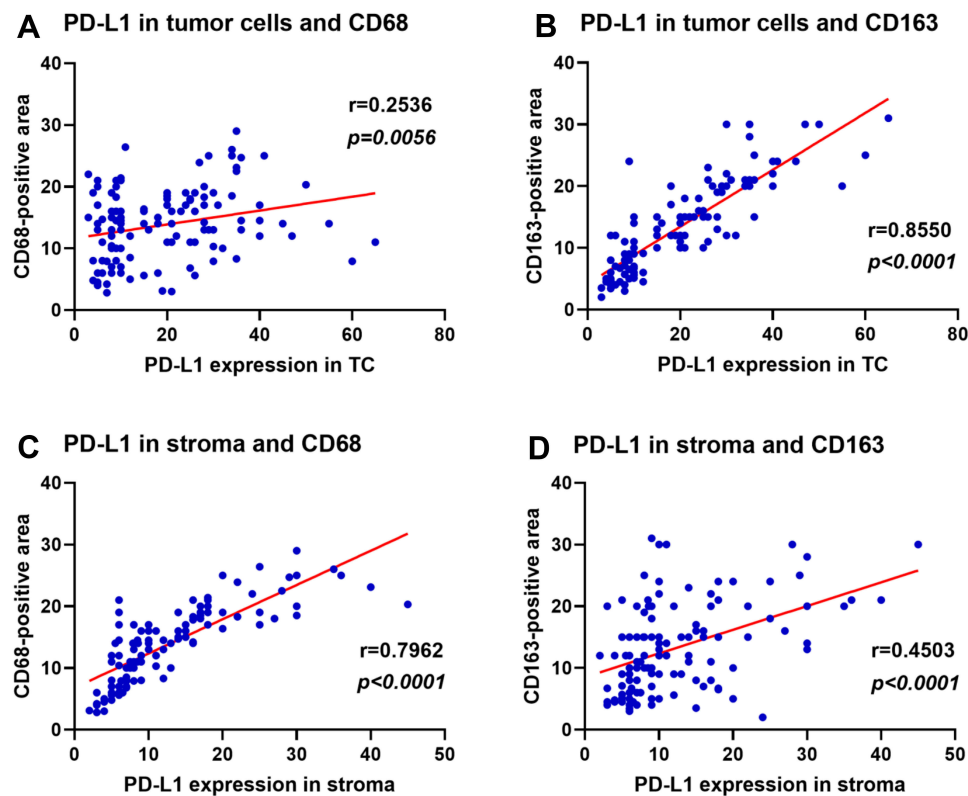 A PD-L1 in tumor cells and CD68
40
30
20
10
0
0 20 40 60 80
CD68-positive area
r=0.2536
p=0.0056
PD-L1 expression in TC
B PD-L1 in tumor cells and CD163
40
30
20
10
0
0 20 40 60 80
CD163-positive area
r=0.8550
p<0.0001
PD-L1 expression in TC
C PD-L1 in stroma and CD68
40
30
20
10
0
0 10 20 30 40 50
CD68-positive area
r=0.7962
p<0.0001
PD-L1 expression in stroma
D PD-L1 in stroma and CD163
40
30
20
10
0
0 10 20 30 40 50
CD163-positive area
r=0.4503
p<0.0001
PD-L1 expression in stroma